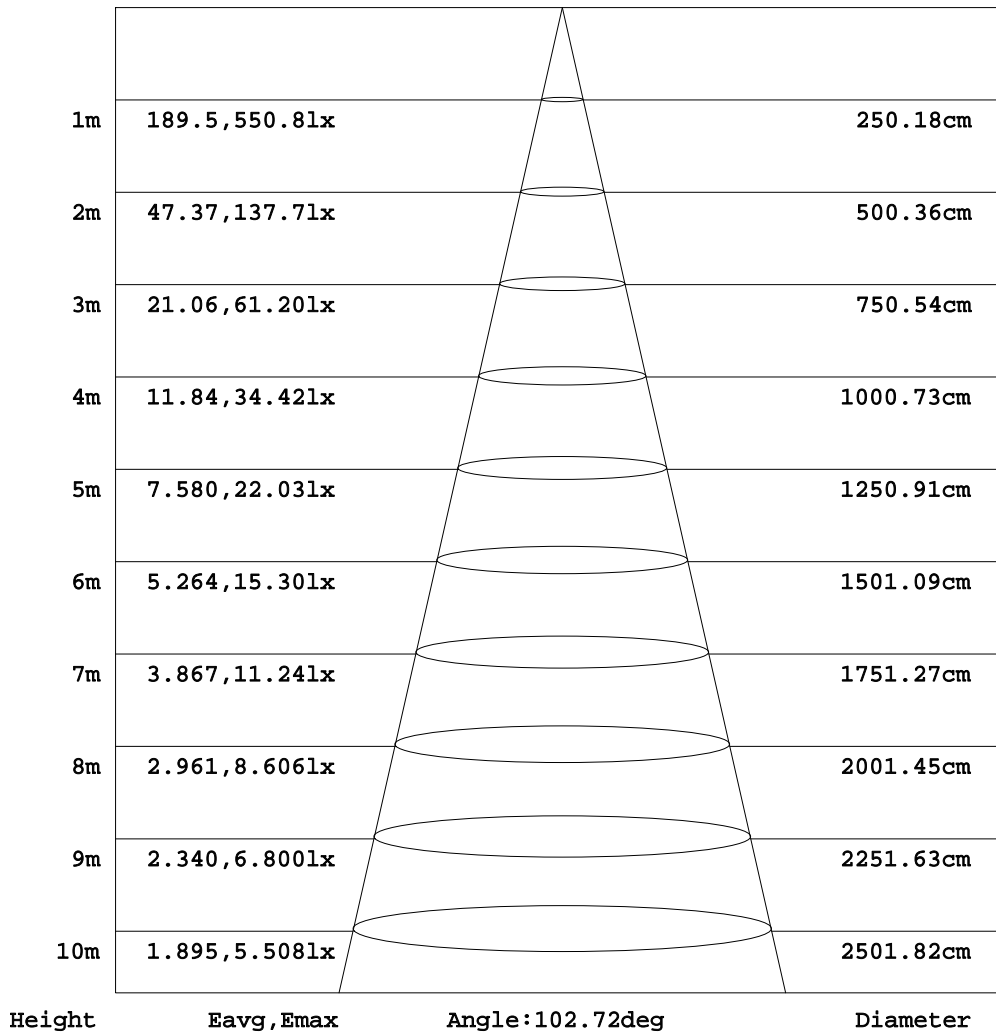 1m 189.5,550.8lx 250.18cm
2m 47.37,137.7lx 500.36cm
3m 21.06,61.20lx 750.54cm
4m 11.84,34.42lx 1000.73cm
5m 7.580,22.03lx 1250.91cm
6m 5.264,15.30lx 1501.09cm
7m 3.867,11.24lx 1751.27cm
8m 2.961,8.606lx 2001.45cm
9m 2.340,6.800lx 2251.63cm
10m 1.895,5.508lx 2501.82cm
Height Eavg,Emax Angle:102.72deg Diameter